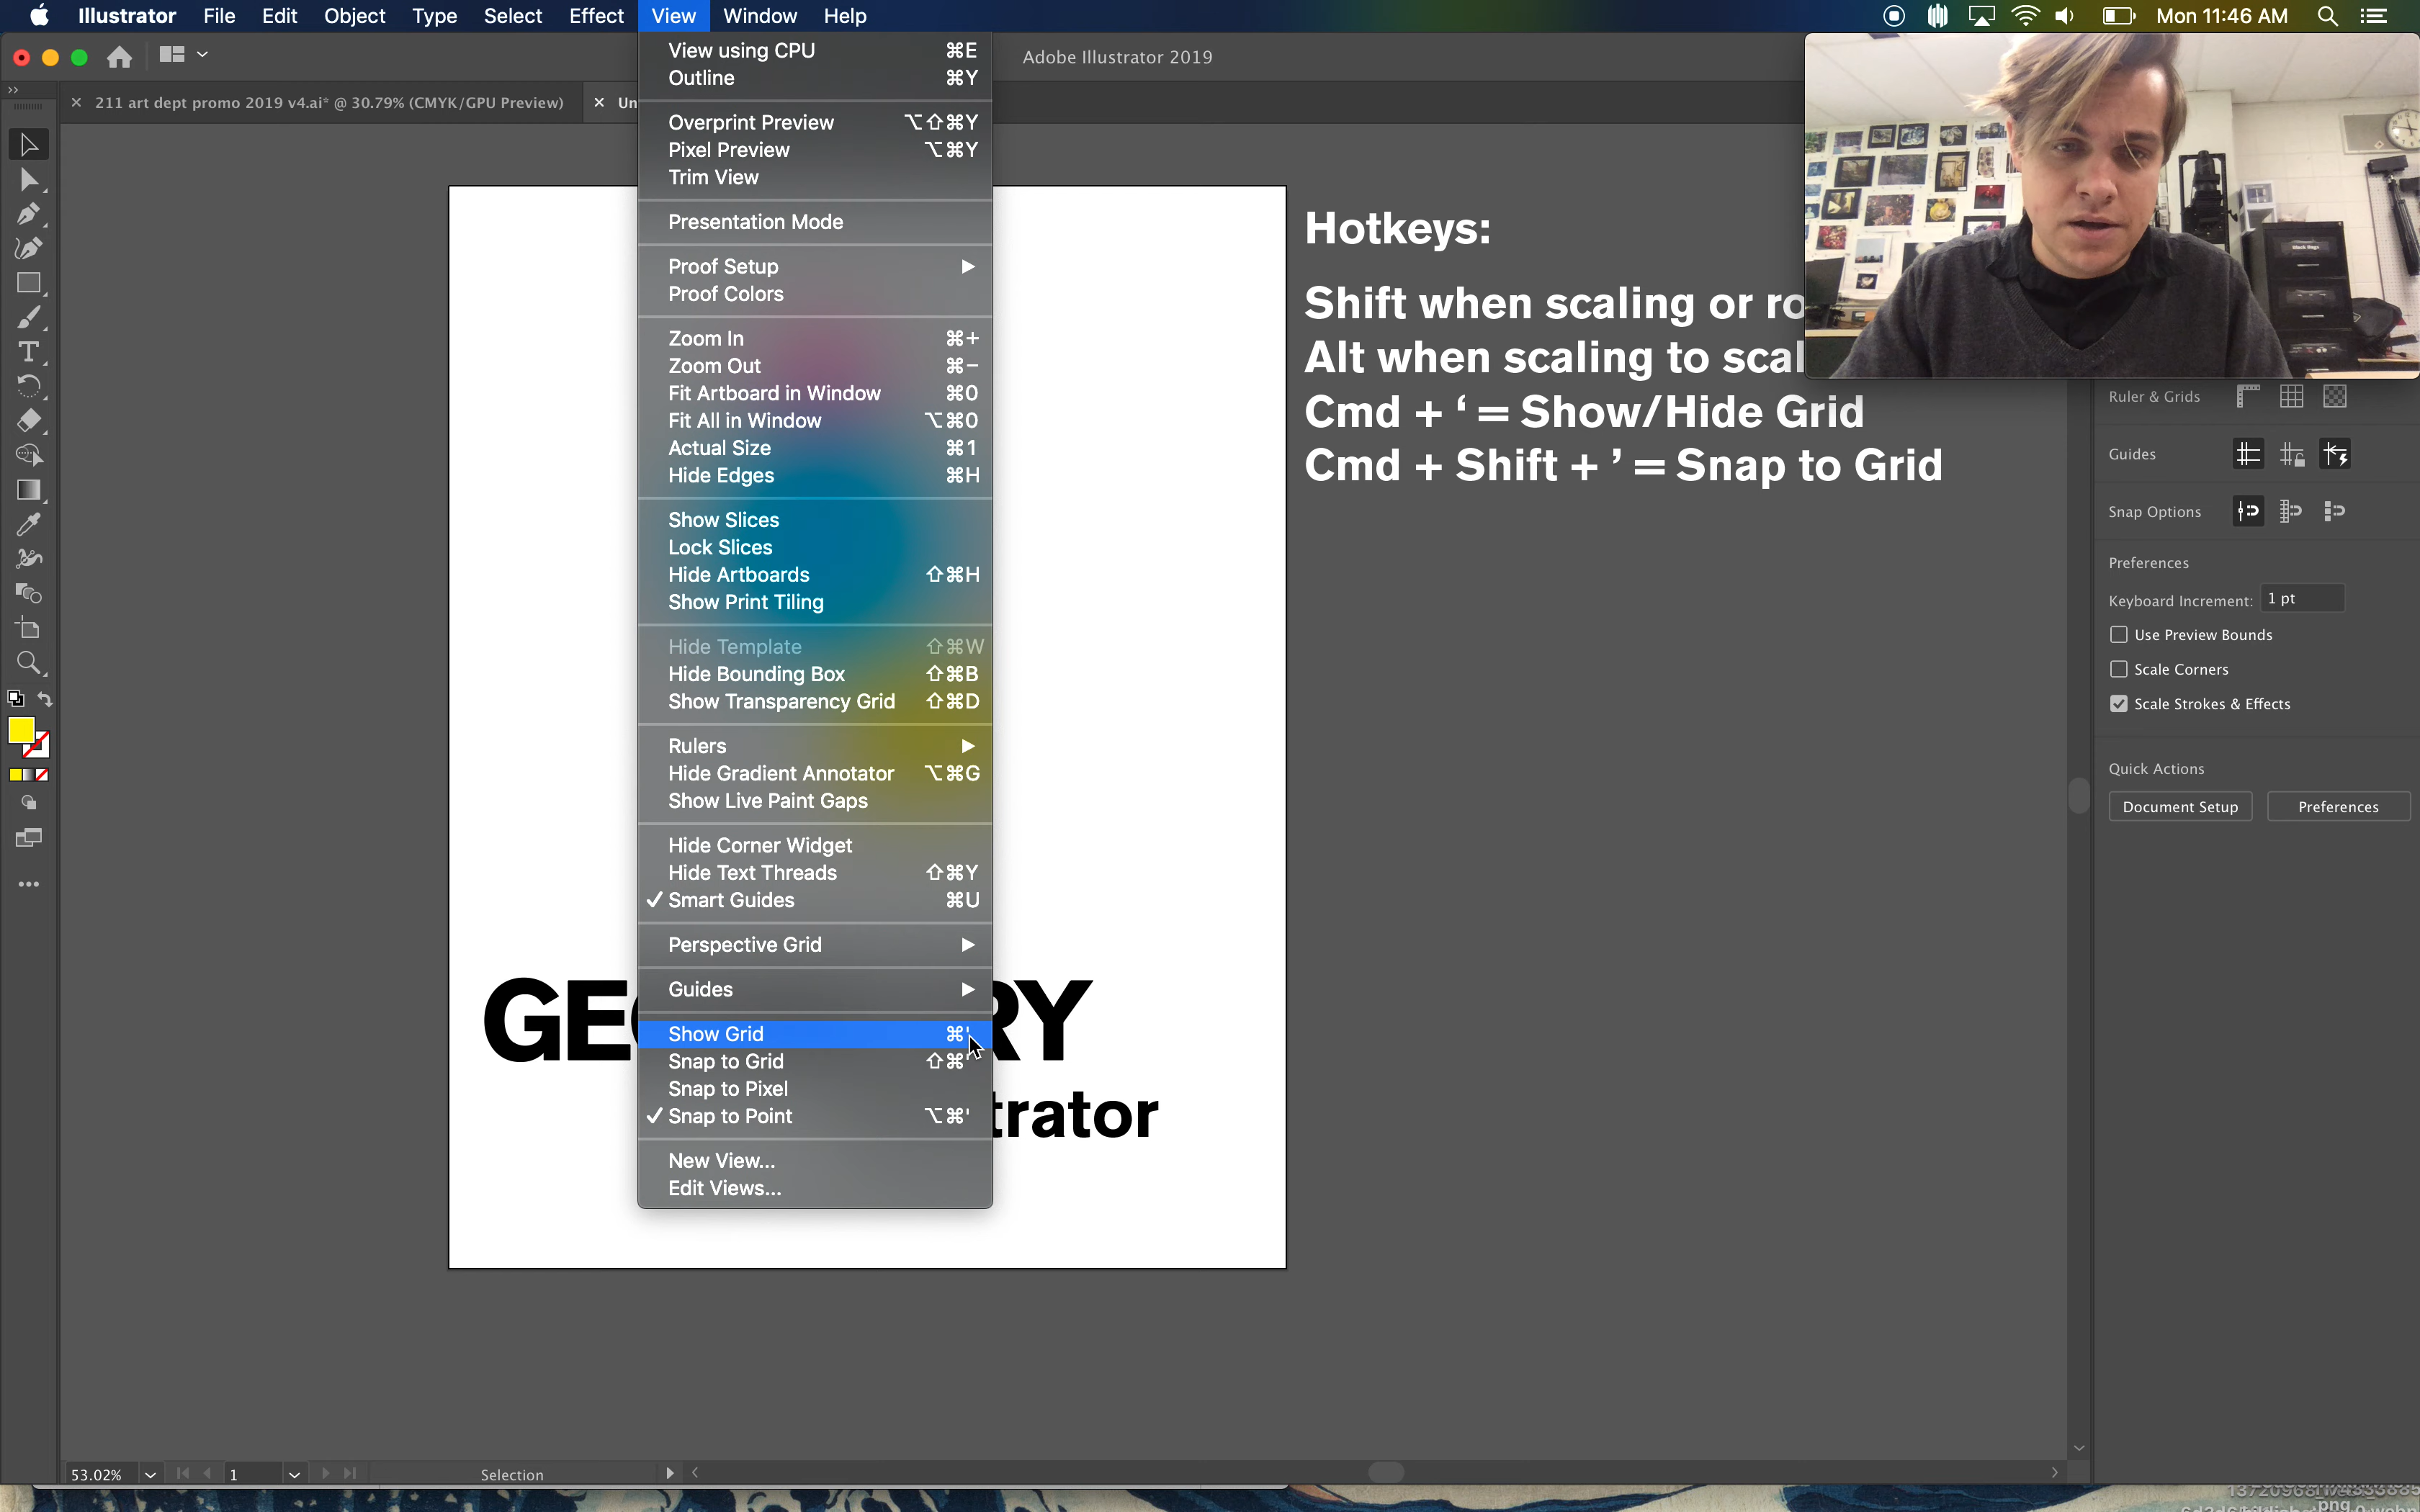 Illustrator File Edit Object Type Select Effect View Window Help
Mon 11:46 AM
Adobe Illustrator 2019
211 art dept promo 2019 v4.ai* @ 30.79% (CMYK/GPU Preview)
Un
View using CPU ⌘E
Outline ⌘Y
Overprint Preview ⌥⇧⌘Y
Pixel Preview ⌥⌘Y
Trim View
Presentation Mode
Proof Setup
Proof Colors
Zoom In ⌘+
Zoom Out ⌘−
Fit Artboard in Window ⌘0
Fit All in Window ⌥⌘0
Actual Size ⌘1
Hide Edges ⌘H
Show Slices
Lock Slices
Hide Artboards ⇧⌘H
Show Print Tiling
Hide Template ⇧⌘W
Hide Bounding Box ⇧⌘B
Show Transparency Grid ⇧⌘D
Rulers
Hide Gradient Annotator ⌥⌘G
Show Live Paint Gaps
Hide Corner Widget
Hide Text Threads ⇧⌘Y
✓ Smart Guides ⌘U
Perspective Grid
Guides
Show Grid ⌘'
Snap to Grid ⇧⌘'
Snap to Pixel
✓ Snap to Point ⌥⌘'
New View...
Edit Views...
GE RY
trator
Hotkeys:
Shift when scaling or ro
Alt when scaling to scal
Cmd + ‘ = Show/Hide Grid
Cmd + Shift + ’ = Snap to Grid
Ruler & Grids
Guides
Snap Options
Preferences
Keyboard Increment: 1 pt
Use Preview Bounds
Scale Corners
Scale Strokes & Effects
Quick Actions
Document Setup Preferences
53.02% 1 Selection
png